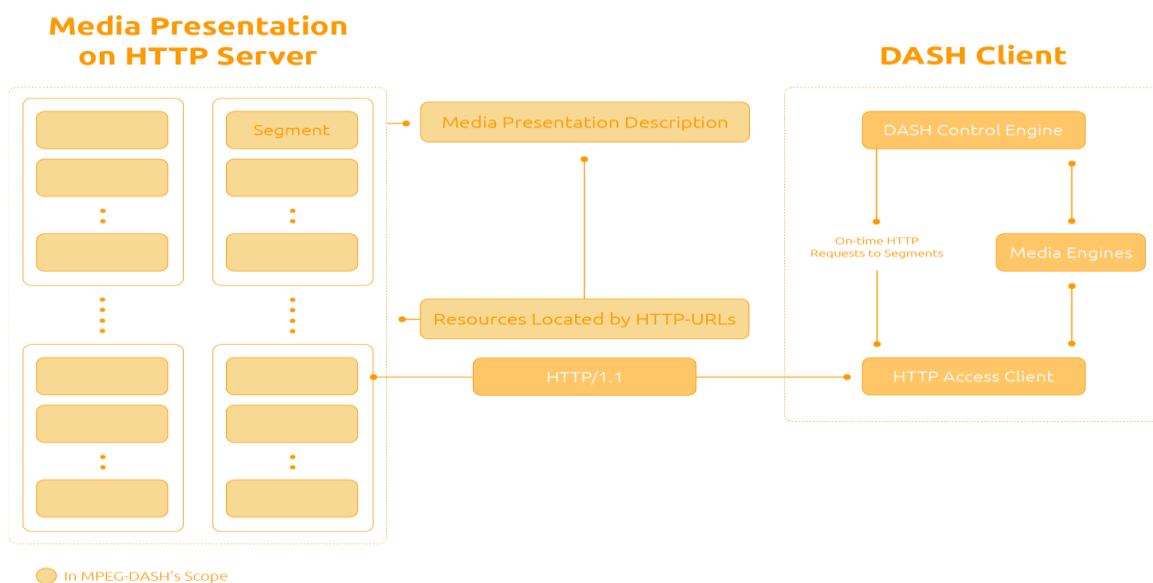 Media Presentation
on HTTP Server
DASH Client
Segment
Media Presentation Description
DASH Control Engine
On-time HTTP
Requests to Segments
Media Engines
Resources Located by HTTP-URLs
HTTP/1.1
HTTP Access Client
In MPEG-DASH's Scope